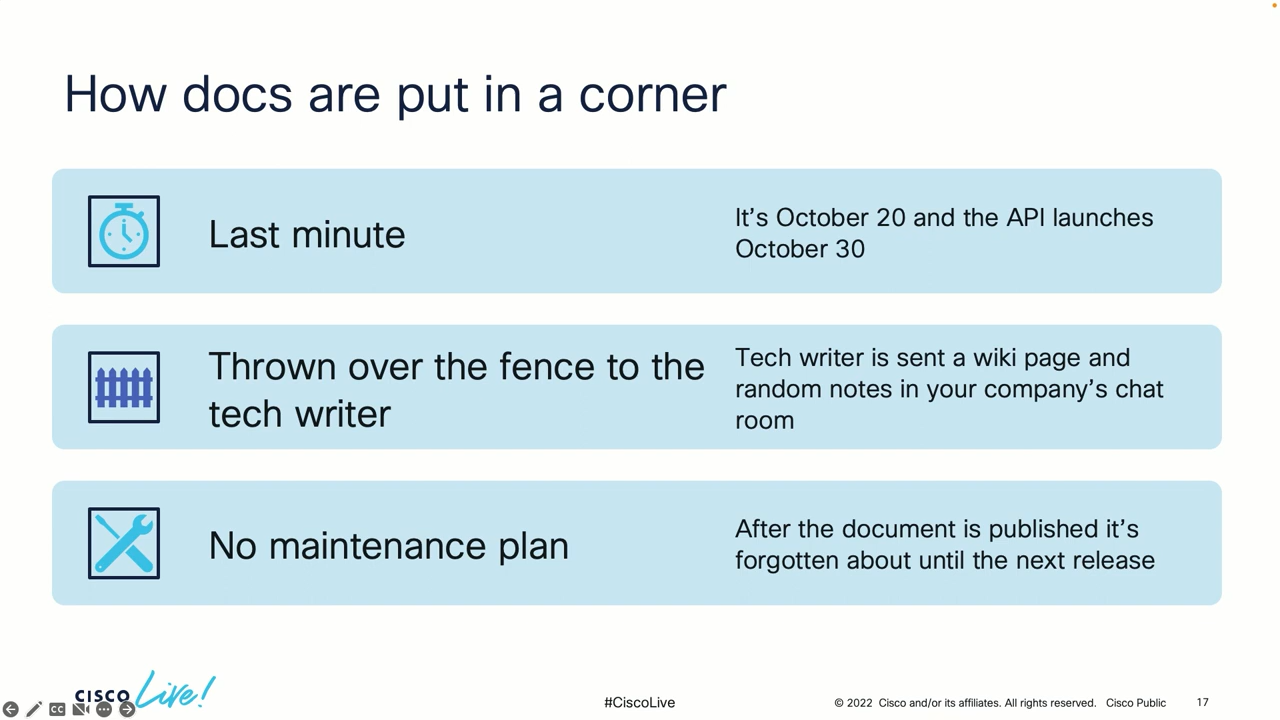 How docs are put in a corner
Last minute
It’s October 20 and the API launches
October 30
Thrown over the fence to the
tech writer
Tech writer is sent a wiki page and
random notes in your company’s chat
room
No maintenance plan
After the document is published it’s
forgotten about until the next release
CISCO Live!
CC
#CiscoLive
© 2022 Cisco and/or its affiliates. All rights reserved. Cisco Public
17